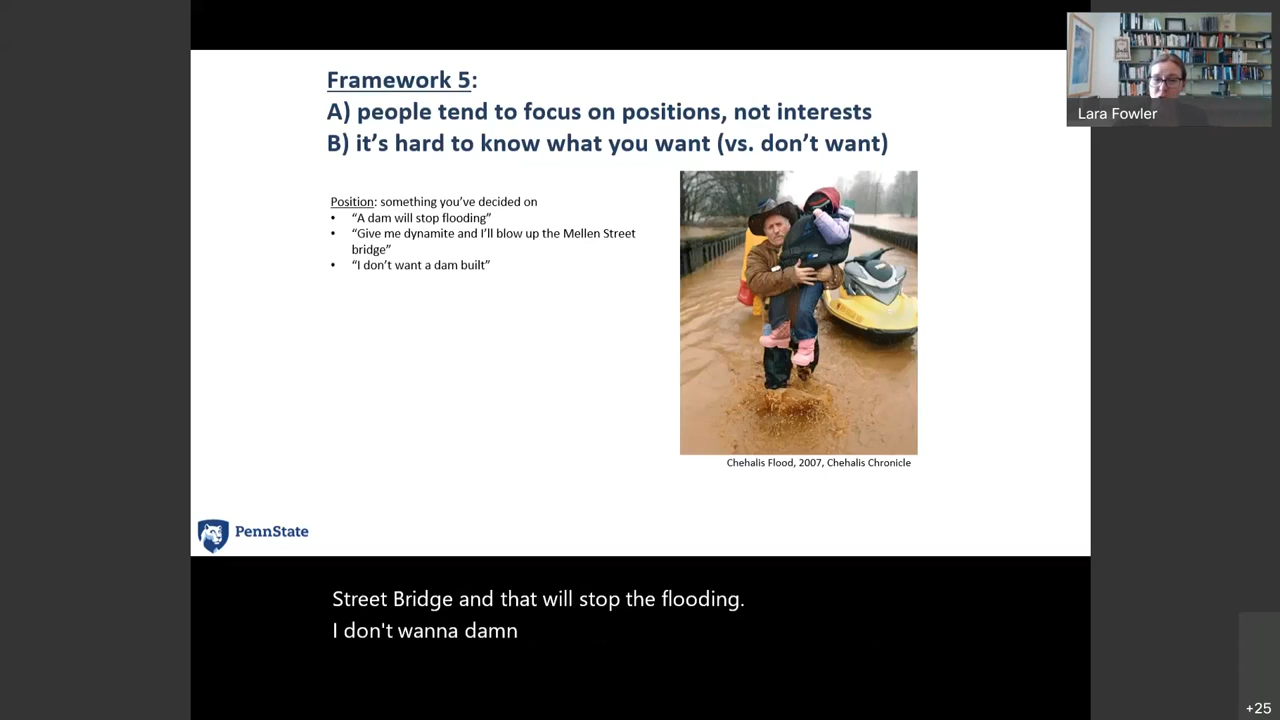 Framework 5:
A) people tend to focus on positions, not interests
B) it's hard to know what you want (vs. don't want)
Position: something you've decided on
• “A dam will stop flooding”
• “Give me dynamite and I'll blow up the Mellen Street
bridge”
• “I don't want a dam built”
Chehalis Flood, 2007, Chehalis Chronicle
PennState
Lara Fowler
Street Bridge and that will stop the flooding.
I don't wanna damn
+25